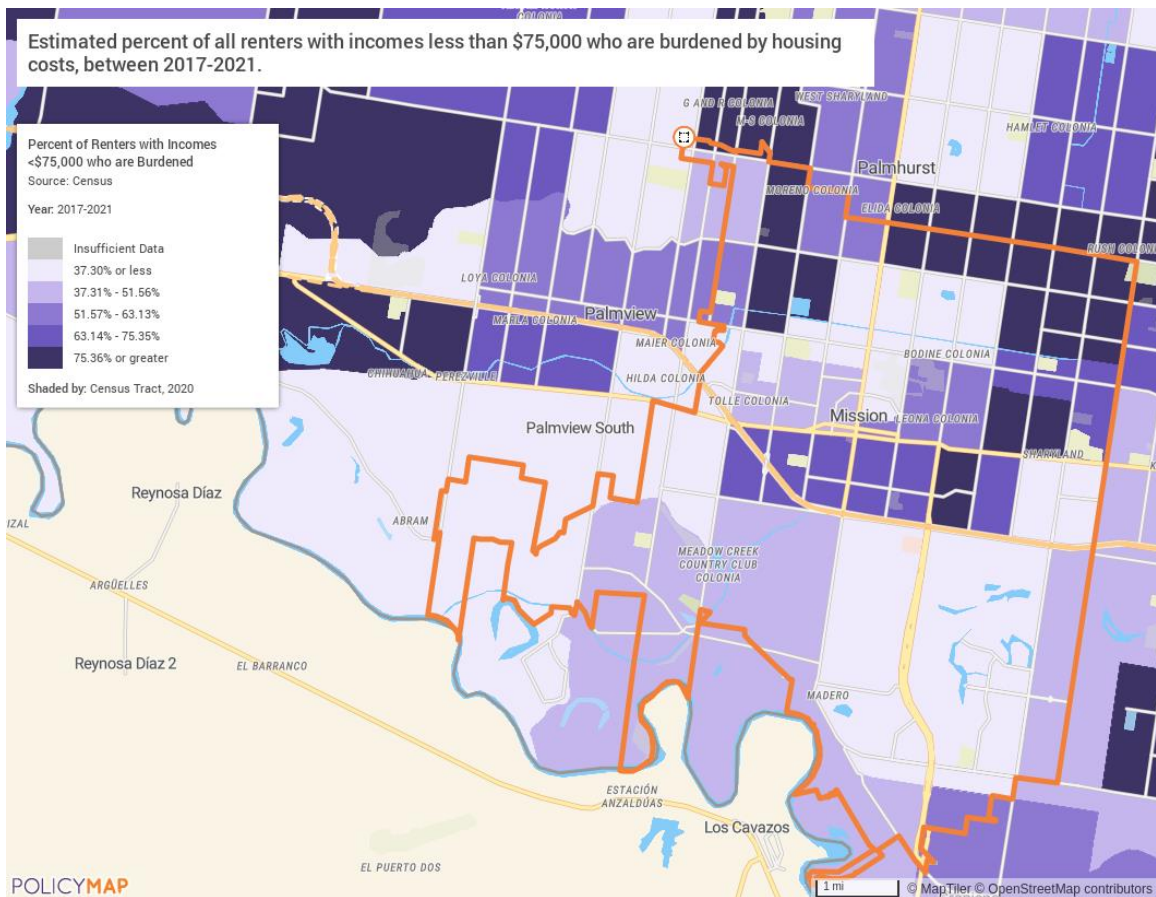 COLONIA
Estimated percent of all renters with incomes less than $75,000 who are burdened by housing
costs, between 2017-2021.
Percent of Renters with Incomes
<$75,000 who are Burdened
Source: Census
Year: 2017-2021
Insufficient Data
37.30% or less
37.31% - 51.56%
51.57% - 63.13%
63.14% - 75.35%
75.36% or greater
Shaded by: Census Tract, 2020
WEST SHARYLAND
G AND R COLONIA
M-S COLONIA
HAMLET COLONIA
Palmhurst
MORENO COLONIA
ELIDA COLONIA
RUSH COLONI
LOYA COLONIA
Palmview
MARLA COLONIA
MAIER COLONIA
BODINE COLONIA
CHIHUAHUA
PEREZVILLE
HILDA COLONIA
TOLLE COLONIA
Mission
LEONA COLONIA
Palmview South
SHARYLAND
K
Reynosa Díaz
IZAL
ABRAM
MEADOW CREEK
COUNTRY CLUB
COLONIA
ARGÜELLES
Reynosa Díaz 2
EL BARRANCO
MADERO
ESTACIÓN
ANZALDÚAS
Los Cavazos
EL PUERTO DOS
POLICYMAP
1 mi
© MapTiler © OpenStreetMap contributors